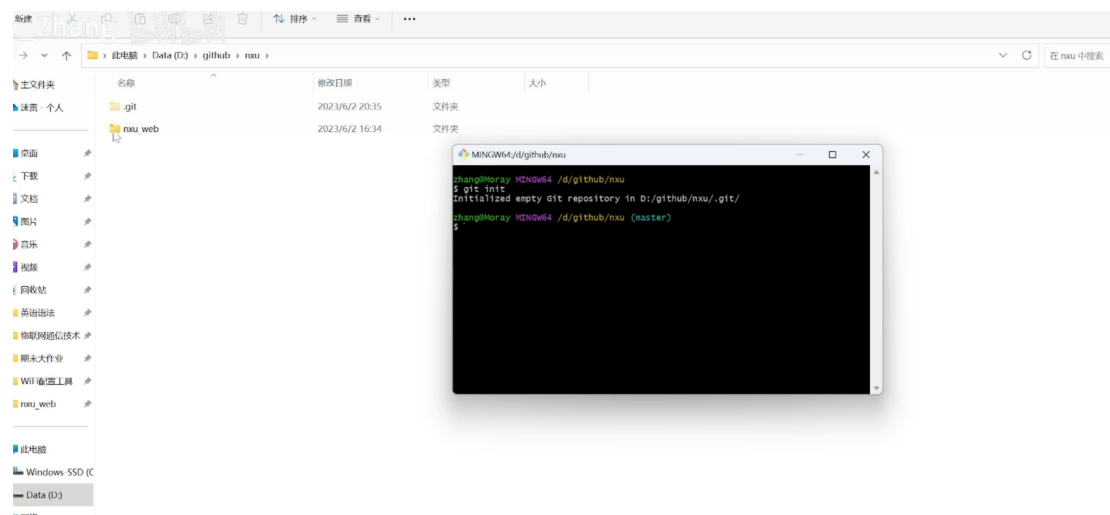 新建
排序
查看
_Zhang
bilibili
此电脑 › Data (D:) › github › nxu ›
在 nxu 中搜索
名称 修改日期 类型 大小
.git 2023/6/2 20:35 文件夹
nxu_web 2023/6/2 16:34 文件夹
主文件夹
个人
桌面
下载
文档
图片
音乐
视频
回收站
英语语法
物联网通信技术
期末大作业
WiFi配置工具
nxu_web
此电脑
Windows-SSD (C
Data (D:)
MINGW64:/d/github/nxu
zhang@Moray MINGW64 /d/github/nxu
$ git init
Initialized empty Git repository in D:/github/nxu/.git/
zhang@Moray MINGW64 /d/github/nxu (master)
$